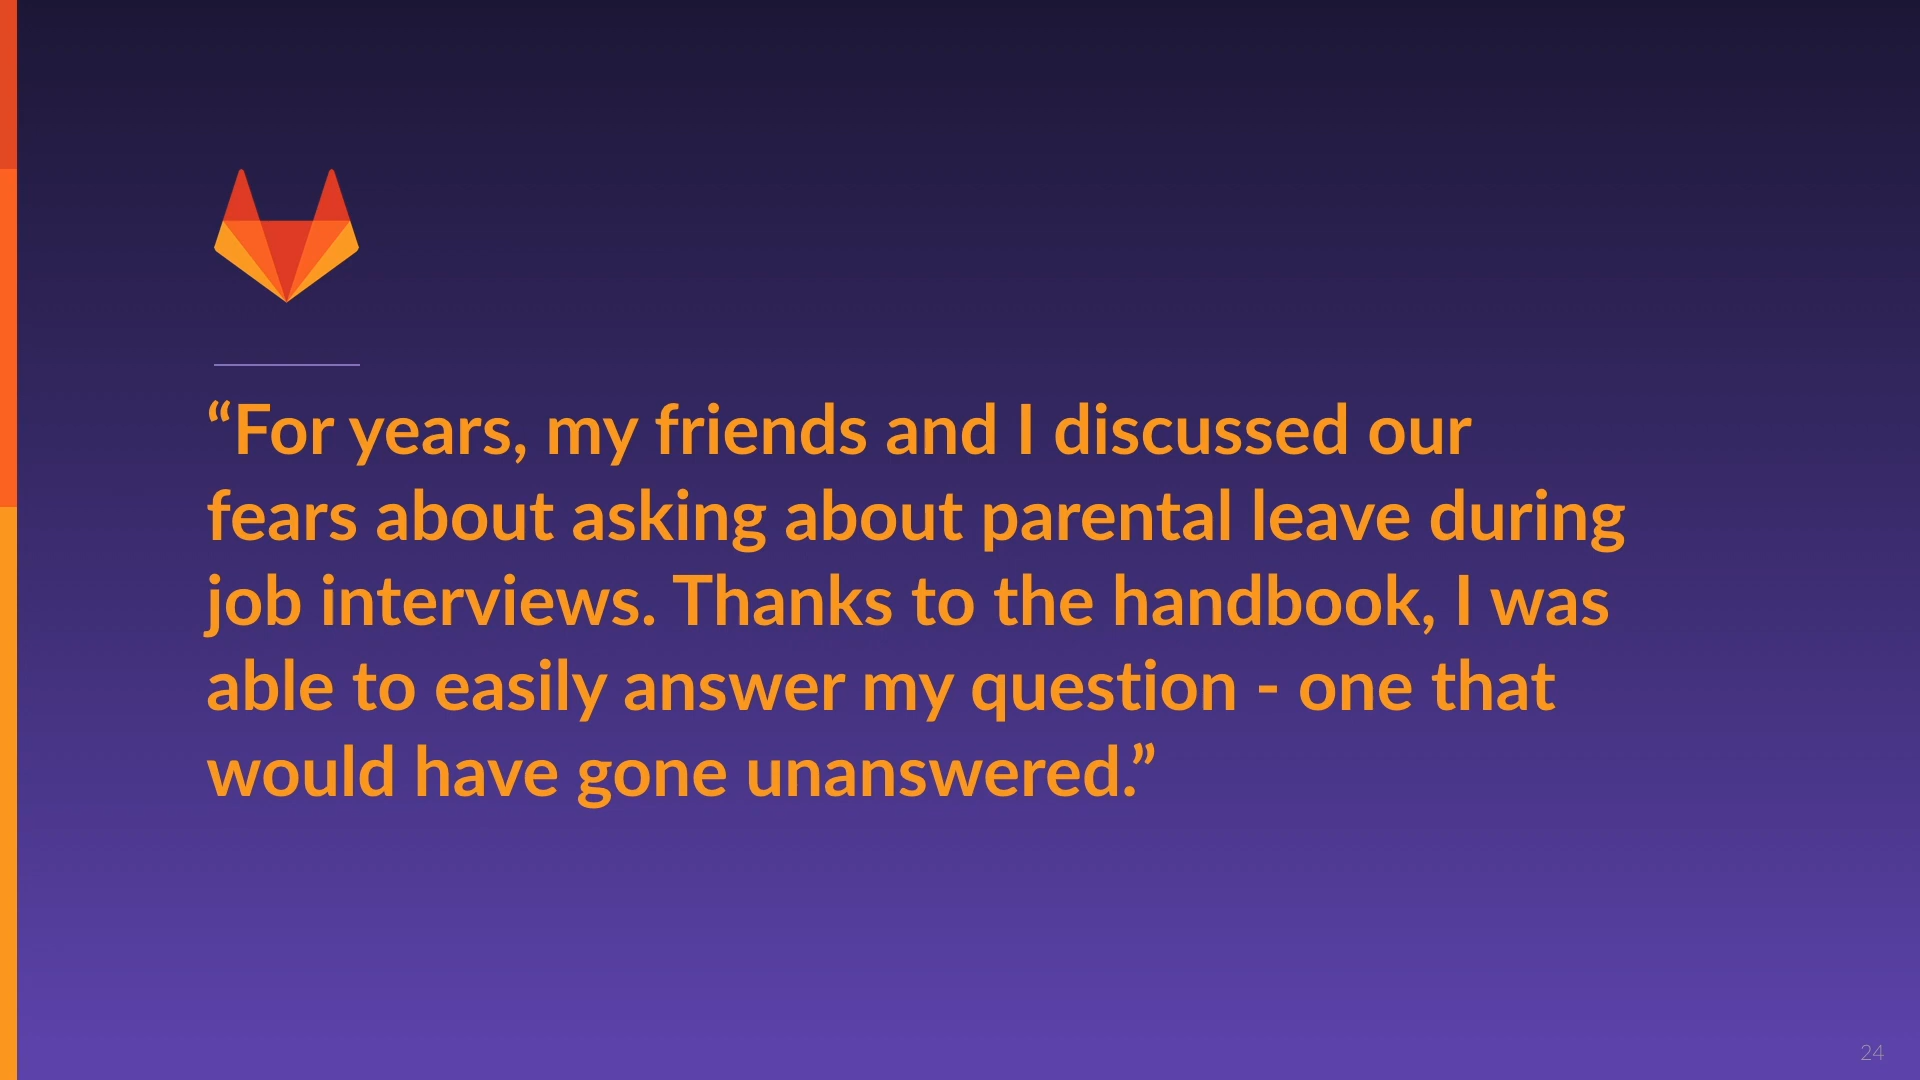 “For years, my friends and I discussed our
fears about asking about parental leave during
job interviews. Thanks to the handbook, I was
able to easily answer my question - one that
would have gone unanswered.”
24